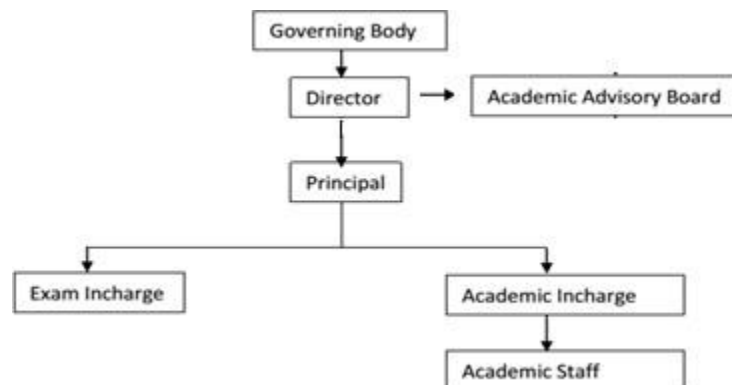 Governing Body
Director
Academic Advisory Board
Principal
Exam Incharge
Academic Incharge
Academic Staff